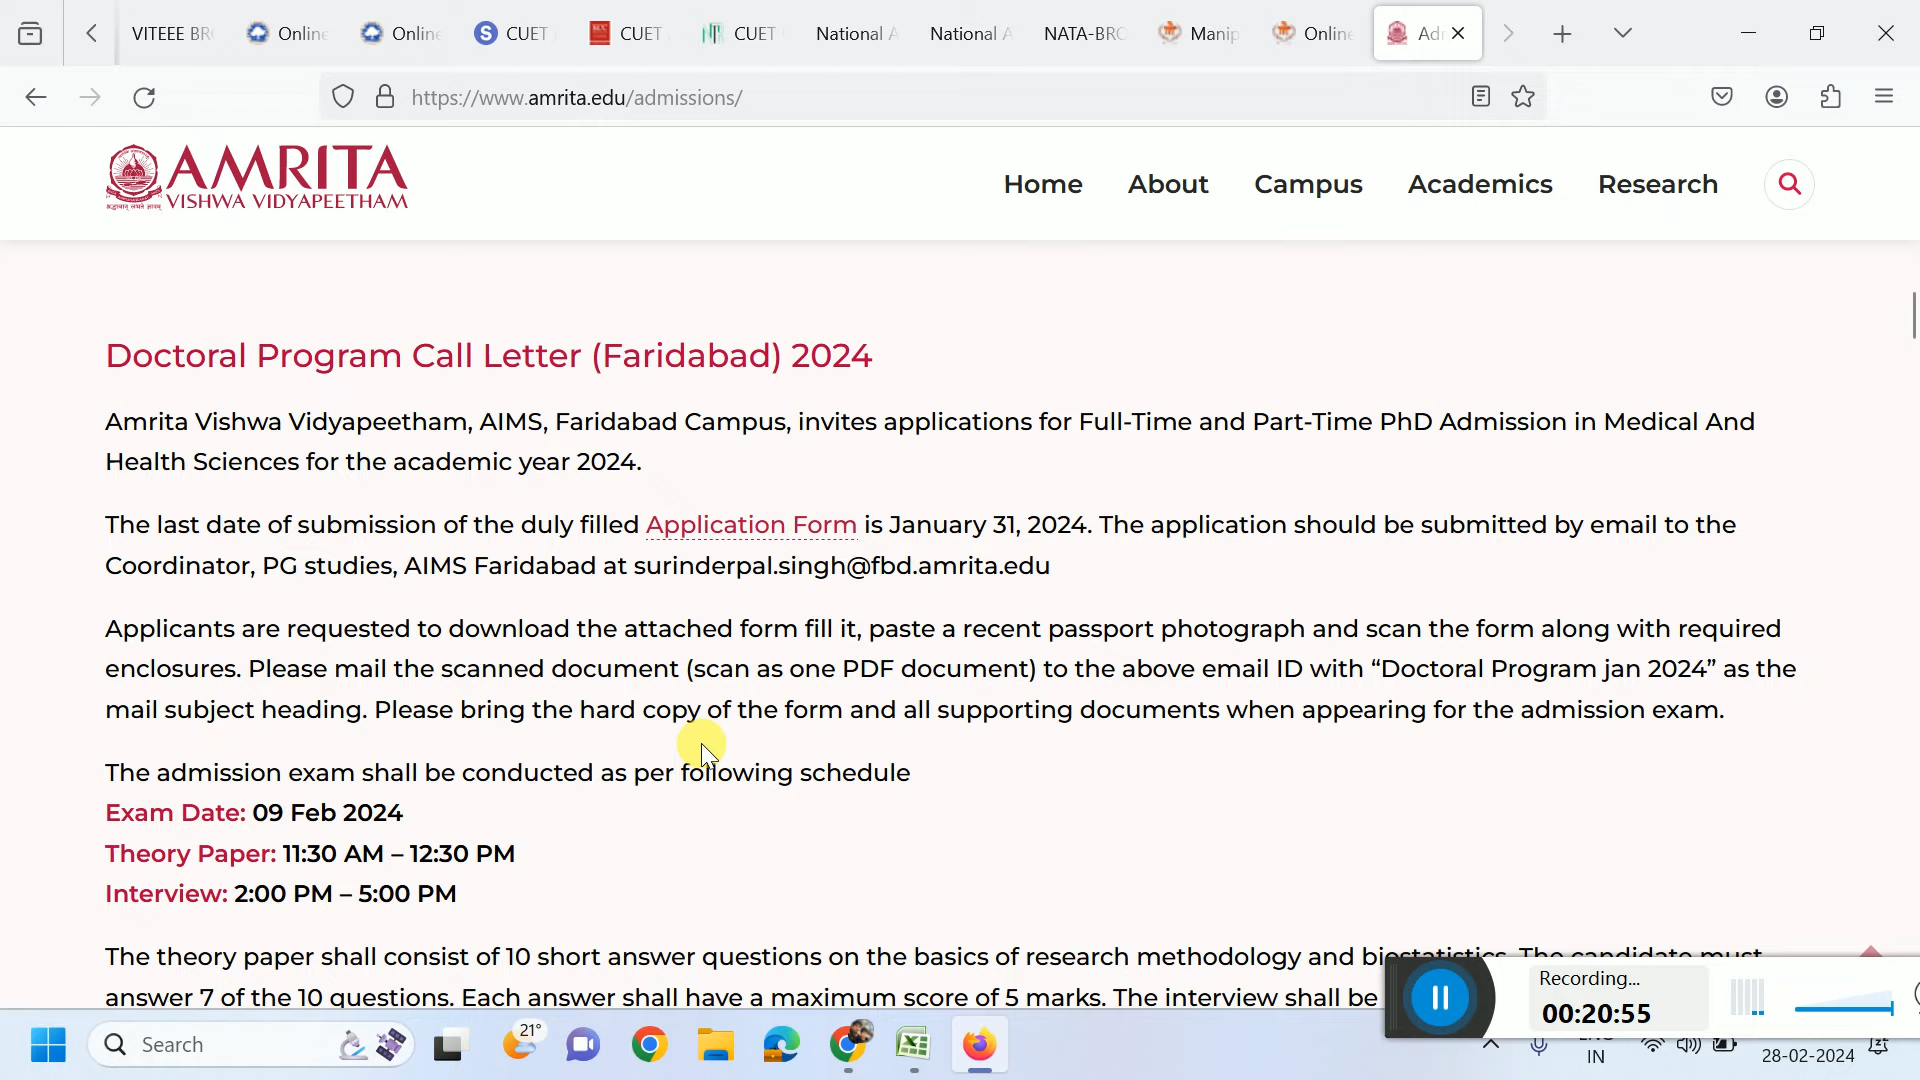 VITEEE BR
Online
Online
CUET
CUET
CUET
National A
National A
NATA-BRO
Manip
Online
Ad
https://www.amrita.edu/admissions/
AMRITA
VISHWA VIDYAPEETHAM
Home
About
Campus
Academics
Research
Doctoral Program Call Letter (Faridabad) 2024
Amrita Vishwa Vidyapeetham, AIMS, Faridabad Campus, invites applications for Full-Time and Part-Time PhD Admission in Medical And
Health Sciences for the academic year 2024.
The last date of submission of the duly filled Application Form is January 31, 2024. The application should be submitted by email to the
Coordinator, PG studies, AIMS Faridabad at surinderpal.singh@fbd.amrita.edu
Applicants are requested to download the attached form fill it, paste a recent passport photograph and scan the form along with required
enclosures. Please mail the scanned document (scan as one PDF document) to the above email ID with “Doctoral Program jan 2024” as the
mail subject heading. Please bring the hard copy of the form and all supporting documents when appearing for the admission exam.
The admission exam shall be conducted as per following schedule
Exam Date: 09 Feb 2024
Theory Paper: 11:30 AM – 12:30 PM
Interview: 2:00 PM – 5:00 PM
The theory paper shall consist of 10 short answer questions on the basics of research methodology and biostatistics. The candidate must
answer 7 of the 10 questions. Each answer shall have a maximum score of 5 marks. The interview shall be
Recording...
00:20:55
Search
21°
ENG
IN
28-02-2024